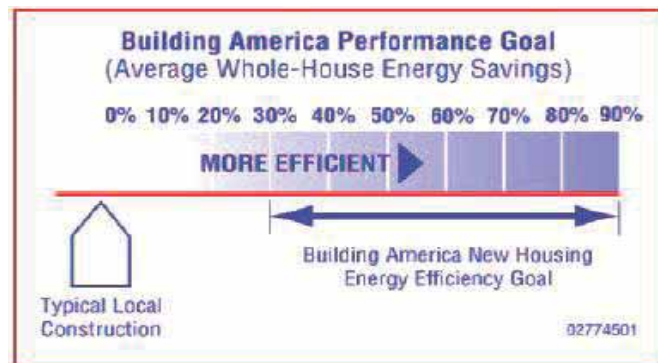 Building America Performance Goal
(Average Whole-House Energy Savings)
0% 10% 20% 30% 40% 50% 60% 70% 80% 90%
MORE EFFICIENT
Building America New Housing
Energy Efficiency Goal
Typical Local
Construction
02774501